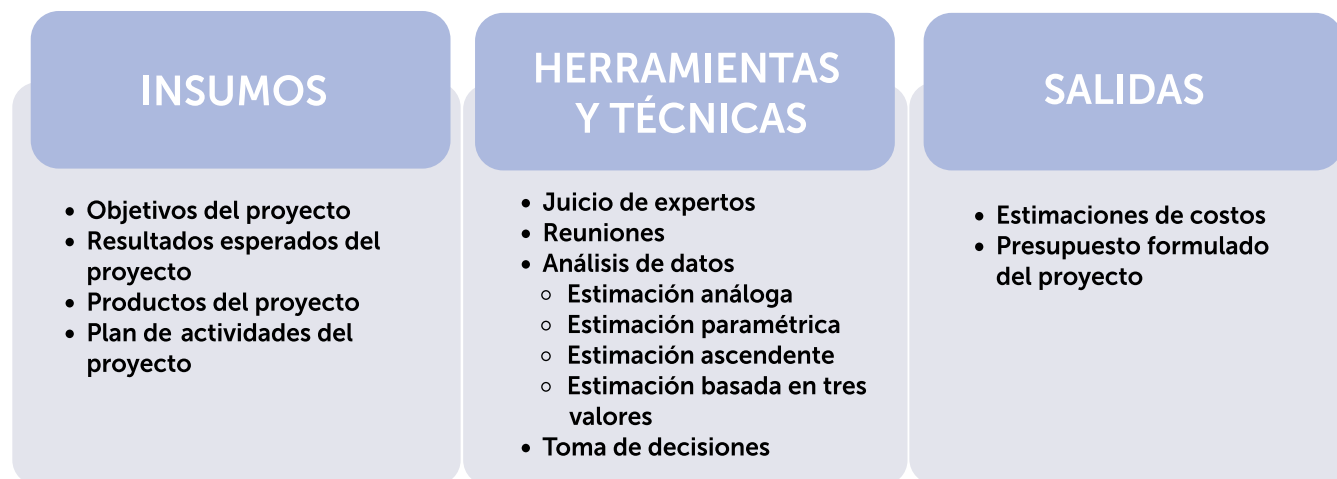 INSUMOS
• Objetivos del proyecto
• Resultados esperados del
proyecto
• Productos del proyecto
• Plan de actividades del
proyecto
HERRAMIENTAS
Y TÉCNICAS
• Juicio de expertos
• Reuniones
• Análisis de datos
◦ Estimación análoga
◦ Estimación paramétrica
◦ Estimación ascendente
◦ Estimación basada en tres
valores
• Toma de decisiones
SALIDAS
• Estimaciones de costos
• Presupuesto formulado
del proyecto